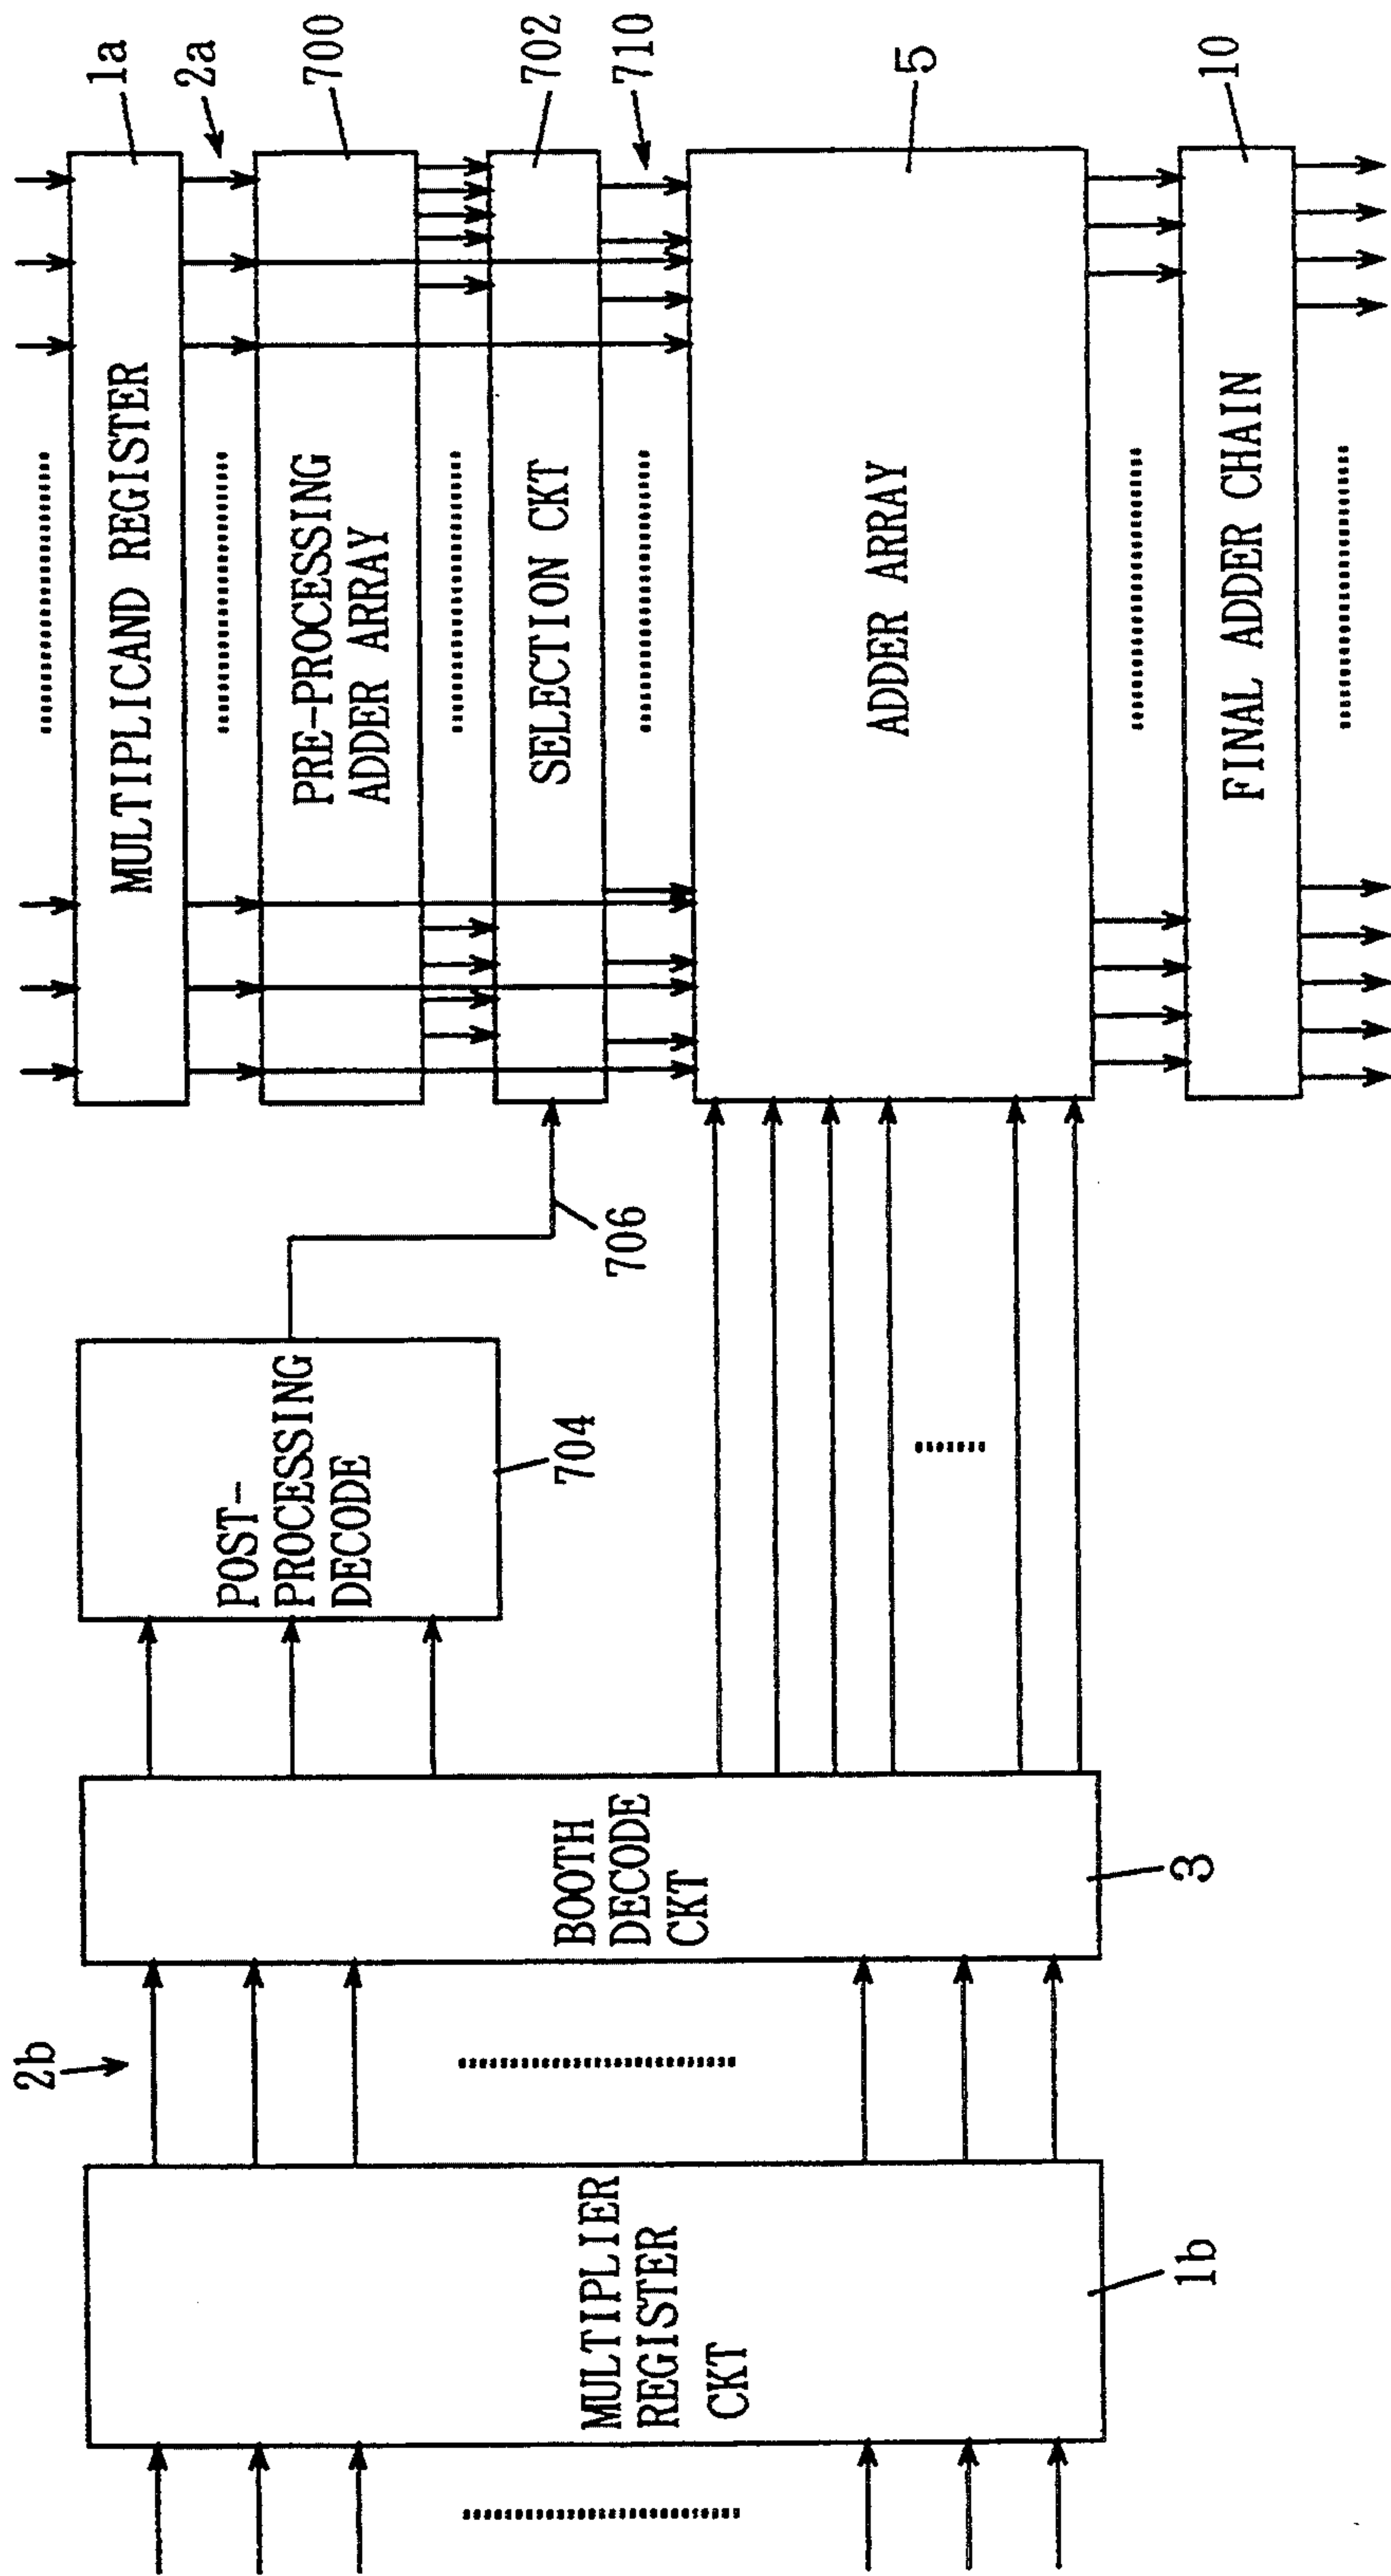 MULTIPLICAND REGISTER
1a
2a
PRE-PROCESSING
ADDER ARRAY
700
SELECTION CKT
702
710
ADDER ARRAY
5
FINAL ADDER CHAIN
10
POST-
PROCESSING
DECODE
704
706
BOOTH
DECODE
CKT
3
2b
MULTIPLIER
REGISTER
CKT
1b